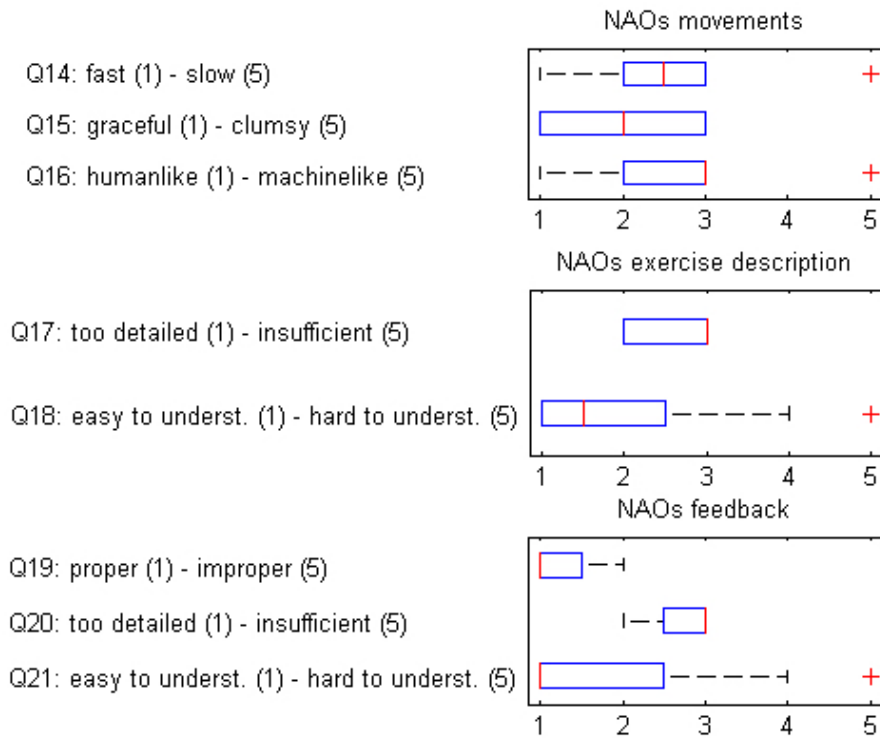 NAOs movements
Q14: fast (1) - slow (5)
Q15: graceful (1) - clumsy (5)
Q16: humanlike (1) - machinelike (5)
1 2 3 4 5
NAOs exercise description
Q17: too detailed (1) - insufficient (5)
Q18: easy to underst. (1) - hard to underst. (5)
1 2 3 4 5
NAOs feedback
Q19: proper (1) - improper (5)
Q20: too detailed (1) - insufficient (5)
Q21: easy to underst. (1) - hard to underst. (5)
1 2 3 4 5